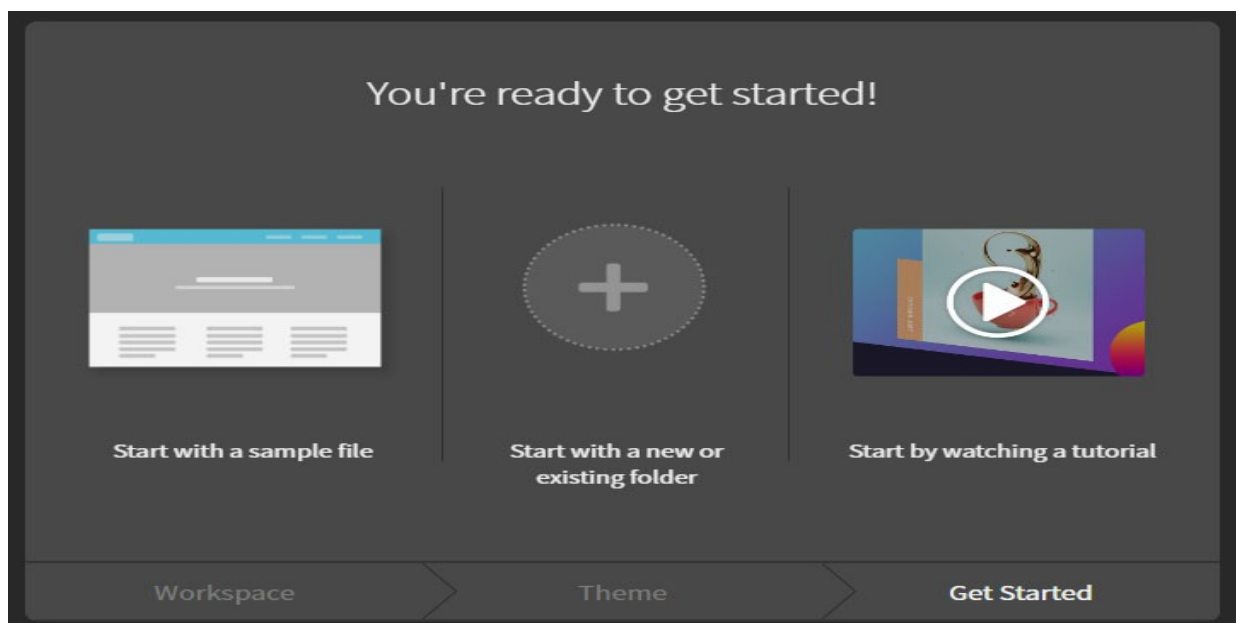 You're ready to get started!
Start with a sample file
Start with a new or
existing folder
Start by watching a tutorial
Workspace
Theme
Get Started